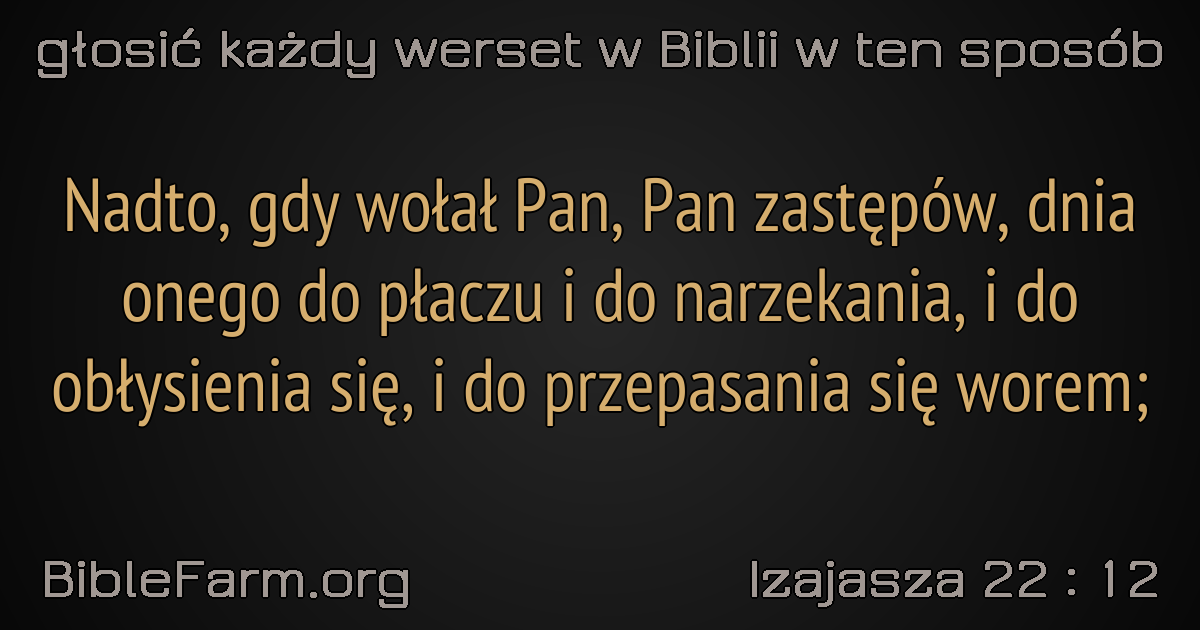 głosić każdy werset w Biblii w ten sposób
Nadto, gdy wołał Pan, Pan zastępów, dnia
onego do płaczu i do narzekania, i do
obłysienia się, i do przepasania się worem;
BibleFarm.org
Izajasza 22 : 12